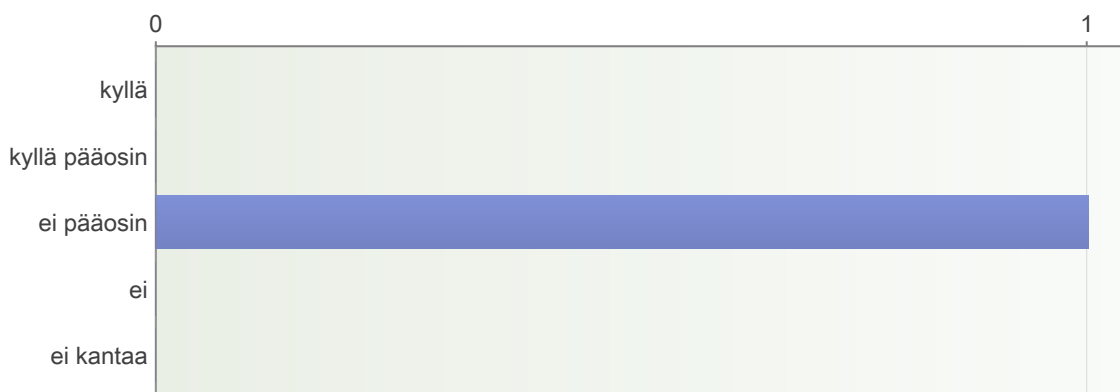 0 1
kyllä
kyllä pääosin
ei pääosin
ei
ei kantaa